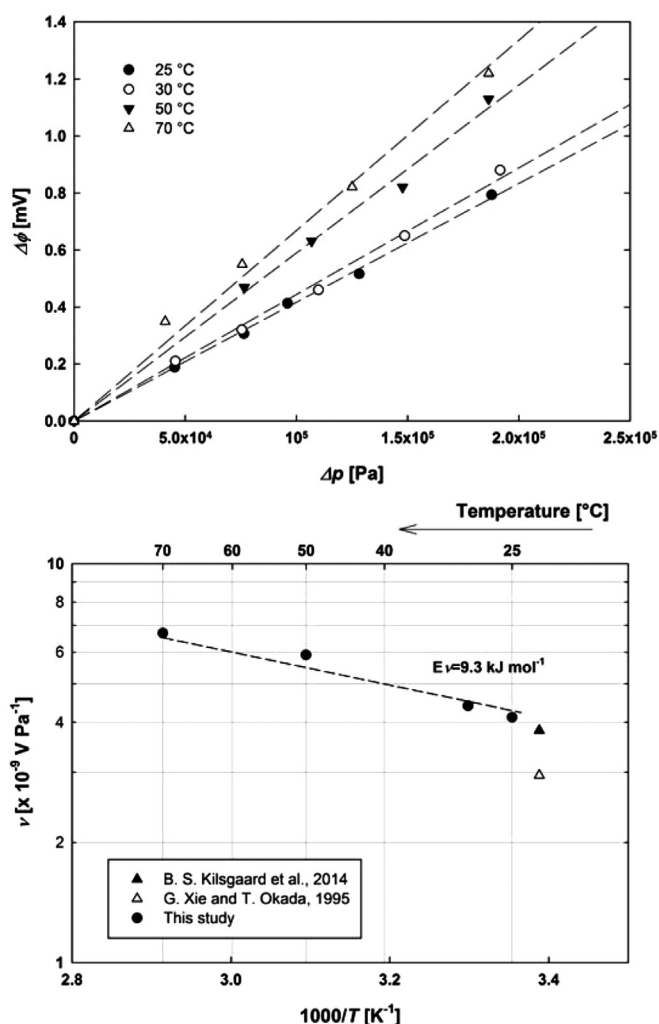 1.4
1.2
1.0
0.8
0.6
0.4
0.2
0.0
Δϕ [mV]
25 °C
30 °C
50 °C
70 °C
0 5.0x10⁴ 10⁵ 1.5x10⁵ 2.0x10⁵ 2.5x10⁵
Δp [Pa]
Temperature [°C]
70 60 50 40 25
10
8
6
4
2
1
ν [x 10⁻⁹ V Pa⁻¹]
Eν=9.3 kJ mol⁻¹
B. S. Kilsgaard et al., 2014
G. Xie and T. Okada, 1995
This study
2.8 3.0 3.2 3.4
1000/T [K⁻¹]